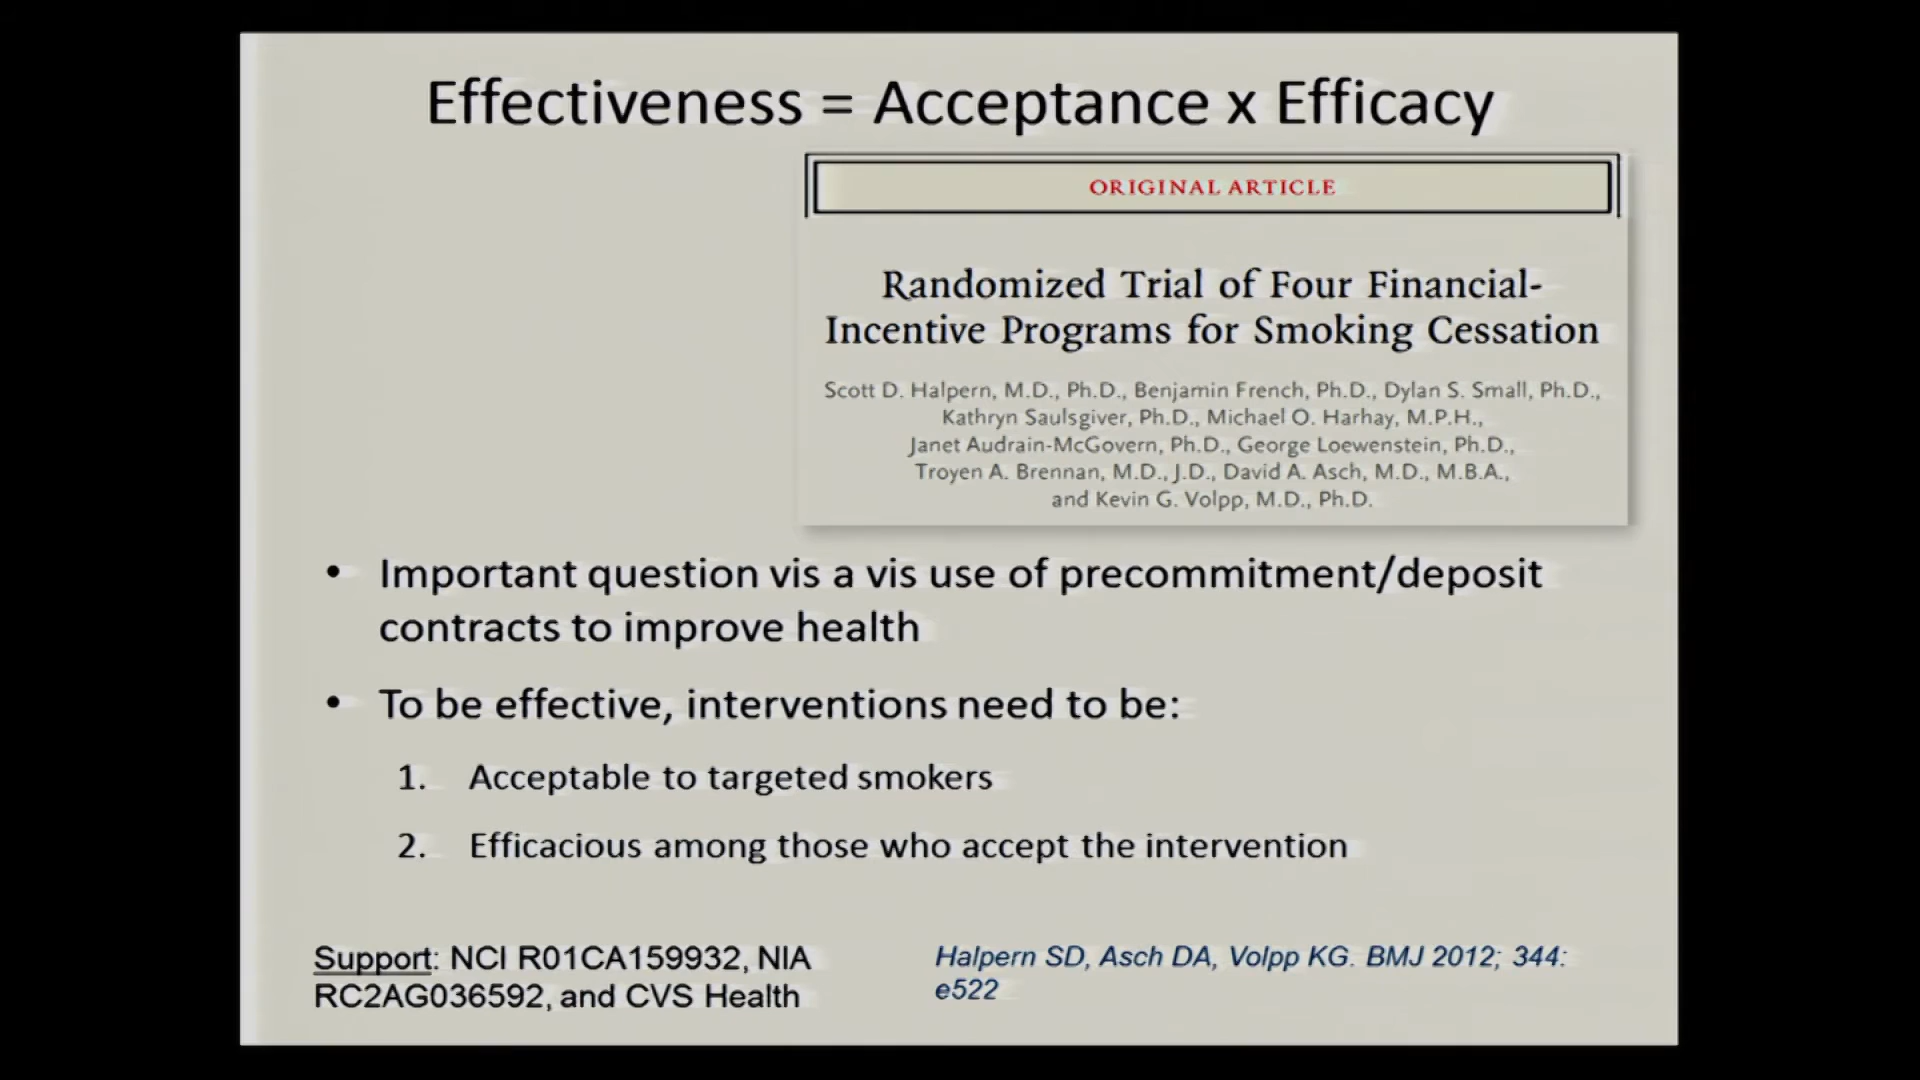 Effectiveness = Acceptance x Efficacy
ORIGINAL ARTICLE
Randomized Trial of Four Financial-
Incentive Programs for Smoking Cessation
Scott D. Halpern, M.D., Ph.D., Benjamin French, Ph.D., Dylan S. Small, Ph.D.,
Kathryn Saulsgiver, Ph.D., Michael O. Harhay, M.P.H.,
Janet Audrain-McGovern, Ph.D., George Loewenstein, Ph.D.,
Troyen A. Brennan, M.D., J.D., David A. Asch, M.D., M.B.A.,
and Kevin G. Volpp, M.D., Ph.D.
• Important question vis a vis use of precommitment/deposit
contracts to improve health
• To be effective, interventions need to be:
1. Acceptable to targeted smokers
2. Efficacious among those who accept the intervention
Support: NCI R01CA159932, NIA
RC2AG036592, and CVS Health
Halpern SD, Asch DA, Volpp KG. BMJ 2012; 344:
e522